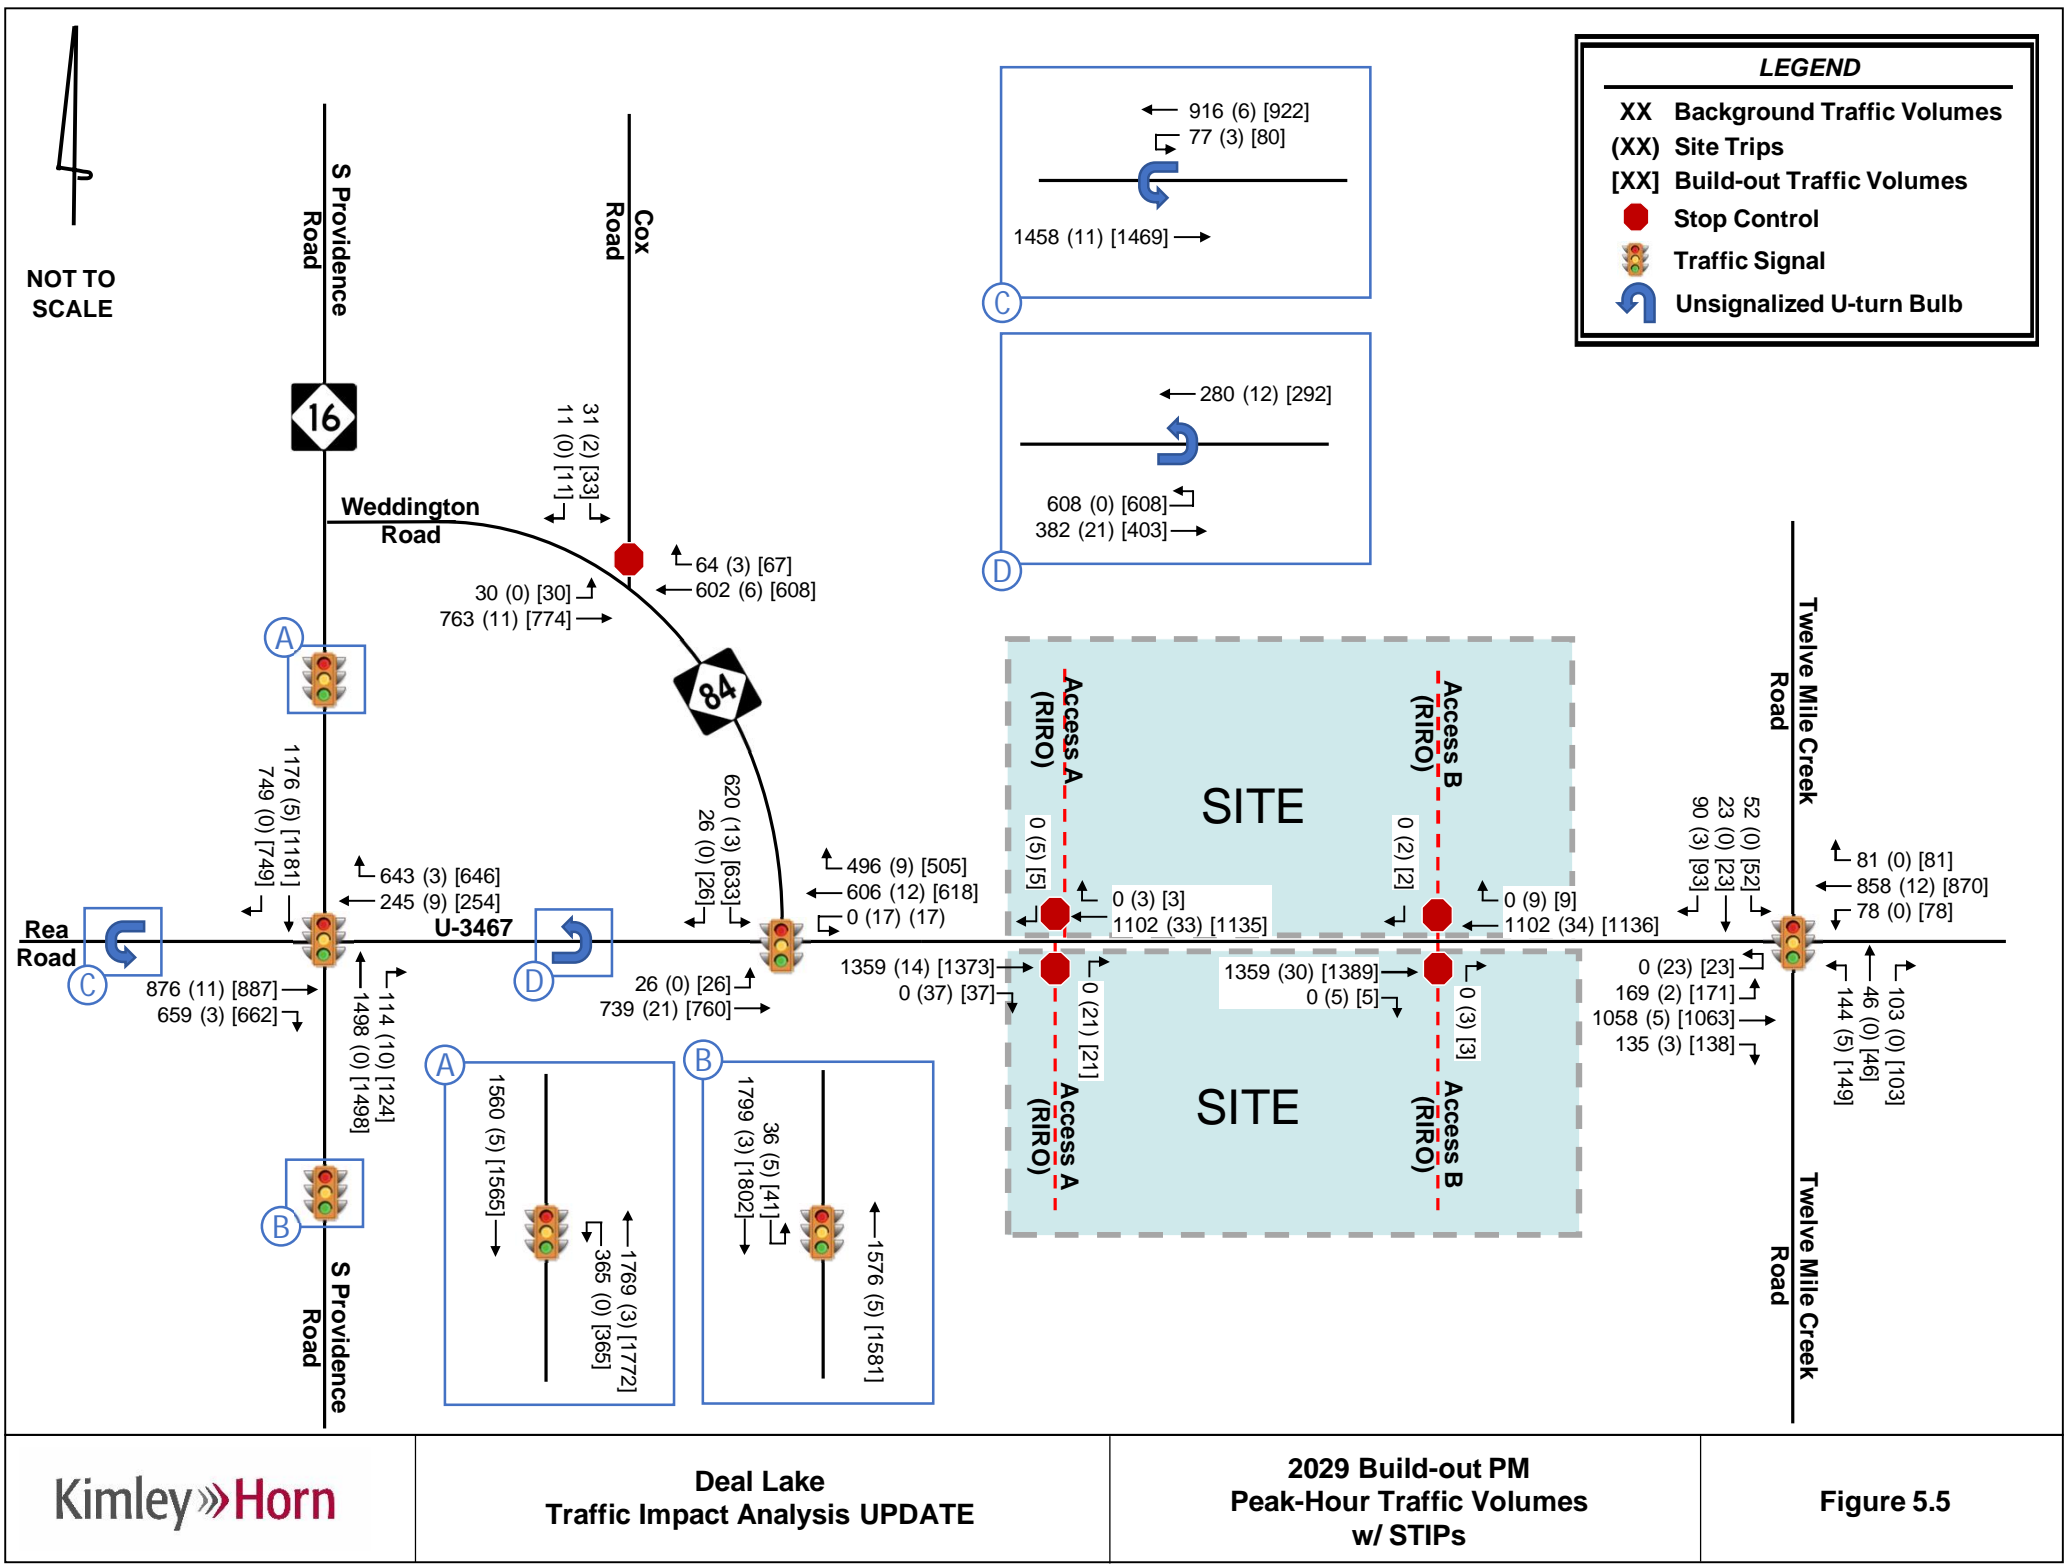 LEGEND
XX Background Traffic Volumes
(XX) Site Trips
[XX] Build-out Traffic Volumes
Stop Control
Traffic Signal
Unsignalized U-turn Bulb
NOT TO
SCALE
S Providence
Road
Cox
Road
916 (6) [922]
77 (3) [80]
1458 (11) [1469]
C
280 (12) [292]
608 (0) [608]
382 (21) [403]
D
16
Weddington
Road
31 (2) [33]
11 (0) [11]
64 (3) [67]
602 (6) [608]
30 (0) [30]
763 (11) [774]
84
A
1176 (5) [1181]
749 (0) [749]
643 (3) [646]
245 (9) [254]
U-3467
Rea
Road
C
876 (11) [887]
659 (3) [662]
114 (10) [124]
1498 (0) [1498]
D
620 (13) [633]
26 (0) [26]
496 (9) [505]
606 (12) [618]
0 (17) (17)
26 (0) [26]
739 (21) [760]
Access A
(RIRO)
Access B
(RIRO)
SITE
0 (5) [5]
0 (3) [3]
1102 (33) [1135]
0 (2) [2]
0 (9) [9]
1102 (34) [1136]
1359 (14) [1373]
0 (37) [37]
0 (21) [21]
1359 (30) [1389]
0 (5) [5]
0 (3) [3]
SITE
Access A
(RIRO)
Access B
(RIRO)
Twelve Mile Creek
Road
52 (0) [52]
23 (0) [23]
90 (3) [93]
81 (0) [81]
858 (12) [870]
78 (0) [78]
0 (23) [23]
169 (2) [171]
1058 (5) [1063]
135 (3) [138]
103 (0) [103]
46 (0) [46]
144 (5) [149]
Twelve Mile Creek
Road
B
S Providence
Road
A
1560 (5) [1565]
1769 (3) [1772]
365 (0) [365]
B
36 (5) [41]
1799 (3) [1802]
1576 (5) [1581]
Kimley»Horn
Deal Lake
Traffic Impact Analysis UPDATE
2029 Build-out PM
Peak-Hour Traffic Volumes
w/ STIPs
Figure 5.5